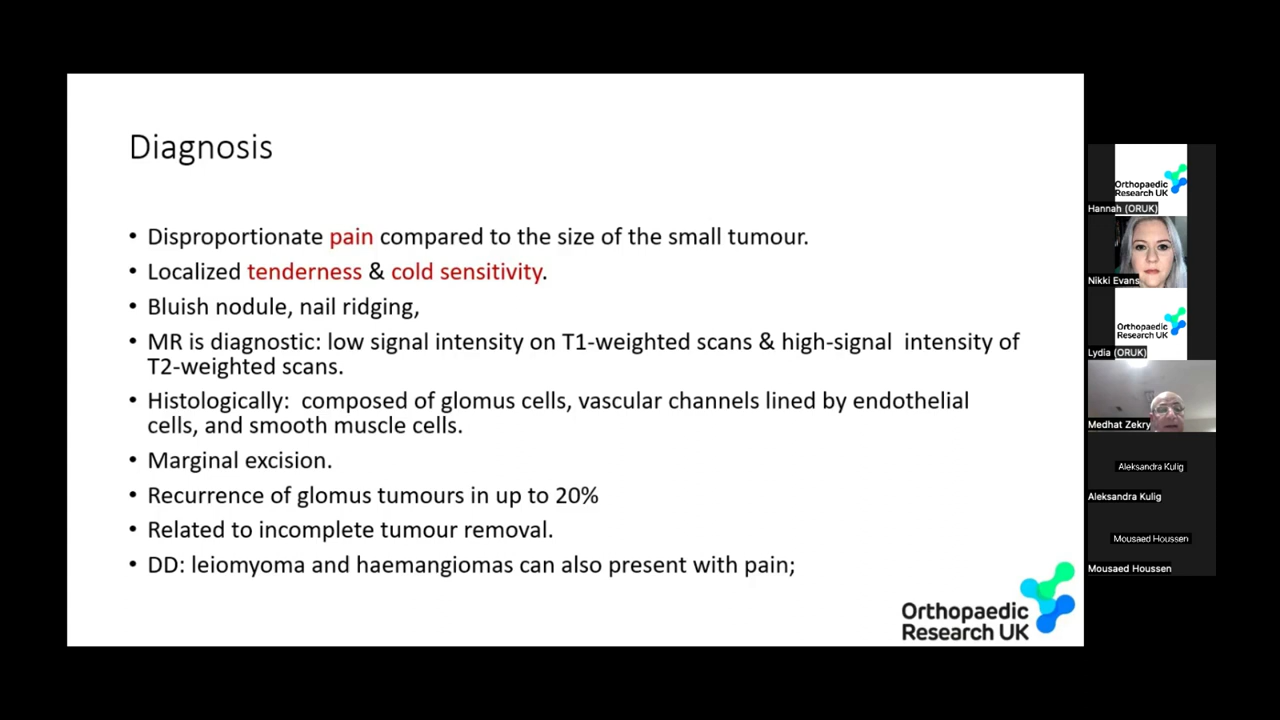 Diagnosis
• Disproportionate pain compared to the size of the small tumour.
• Localized tenderness & cold sensitivity.
• Bluish nodule, nail ridging,
• MR is diagnostic: low signal intensity on T1-weighted scans & high-signal intensity of
T2-weighted scans.
• Histologically: composed of glomus cells, vascular channels lined by endothelial
cells, and smooth muscle cells.
• Marginal excision.
• Recurrence of glomus tumours in up to 20%
• Related to incomplete tumour removal.
• DD: leiomyoma and haemangiomas can also present with pain;
Orthopaedic
Research UK
Orthopaedic
Research UK
Hannah (ORUK)
Nikki Evans
Orthopaedic
Research UK
Lydia (ORUK)
Medhat Zekry
Aleksandra Kulig
Aleksandra Kulig
Mousaed Houssen
Mousaed Houssen